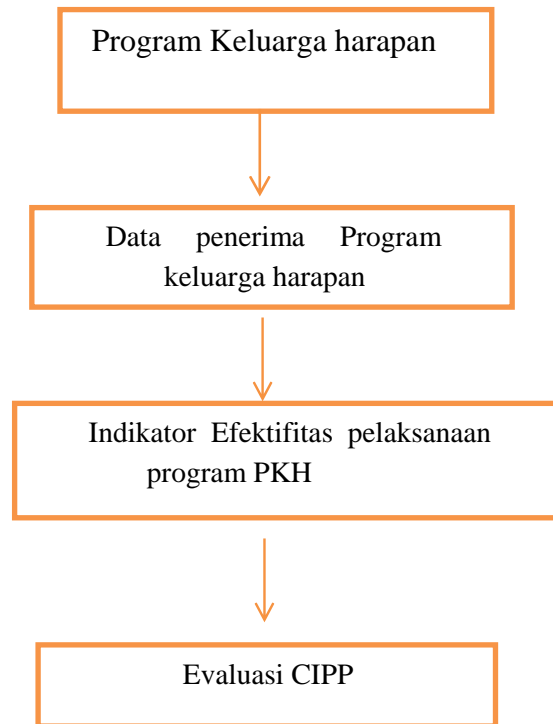 Program Keluarga harapan
Data penerima Program
keluarga harapan
Indikator Efektifitas pelaksanaan
program PKH
Evaluasi CIPP